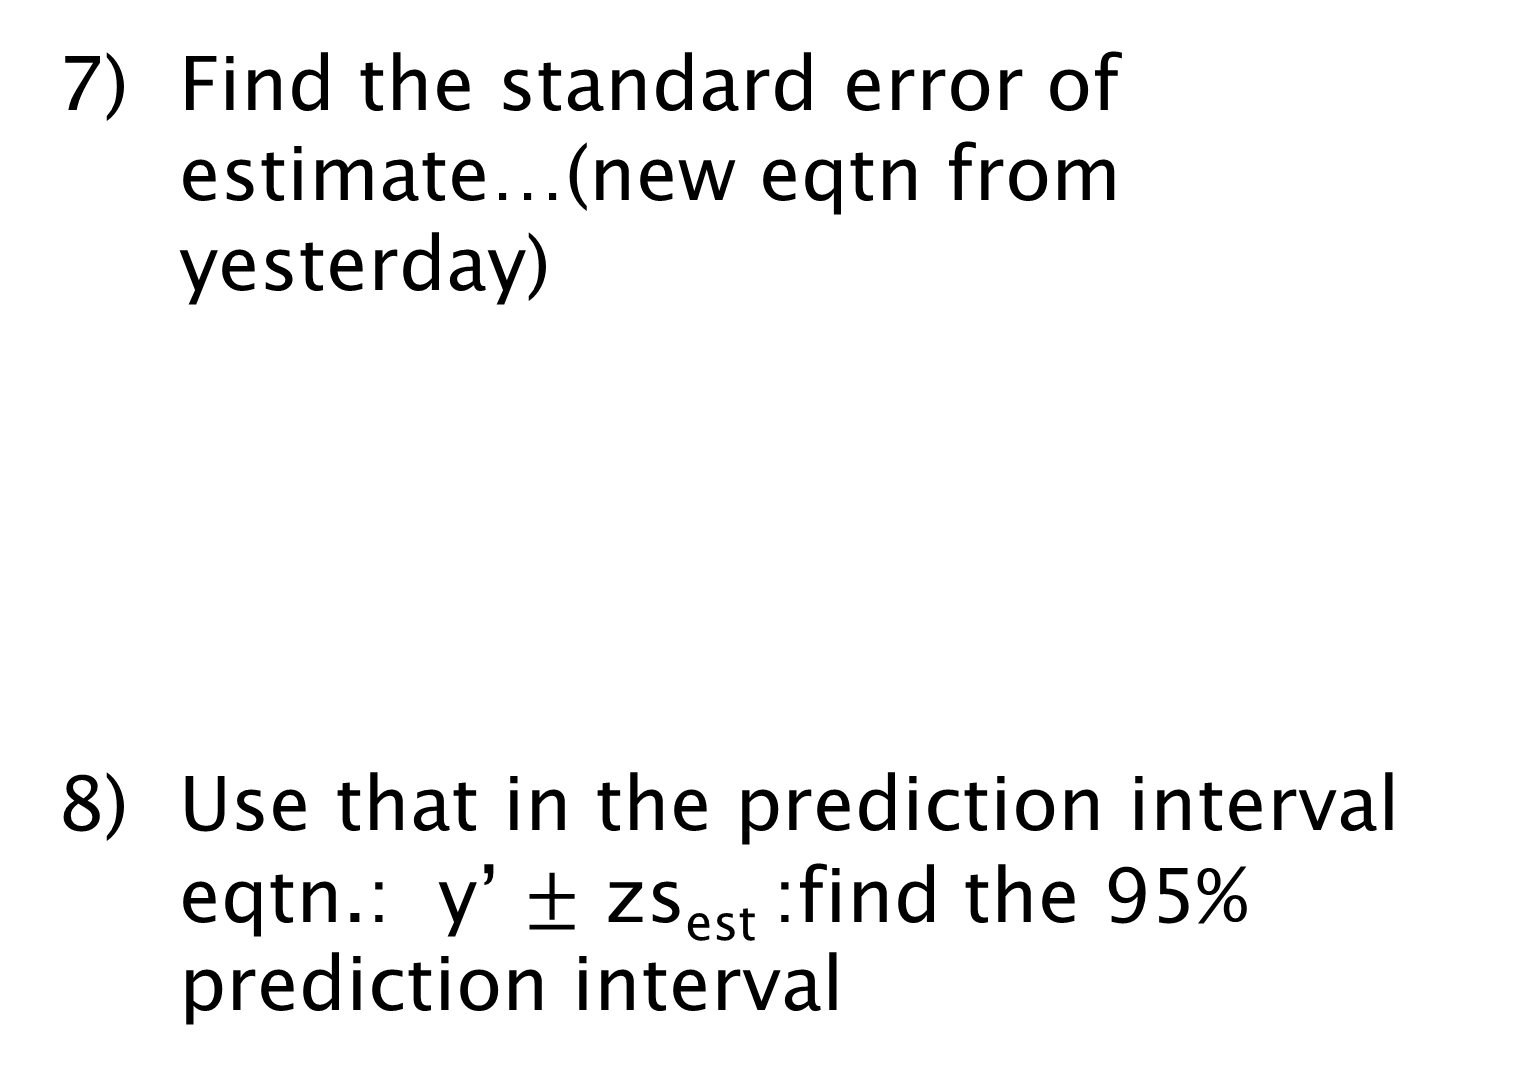 7) Find the standard error of
estimate…(new eqtn from
yesterday)
8) Use that in the prediction interval
eqtn.: y’ ± zsest :find the 95%
prediction interval